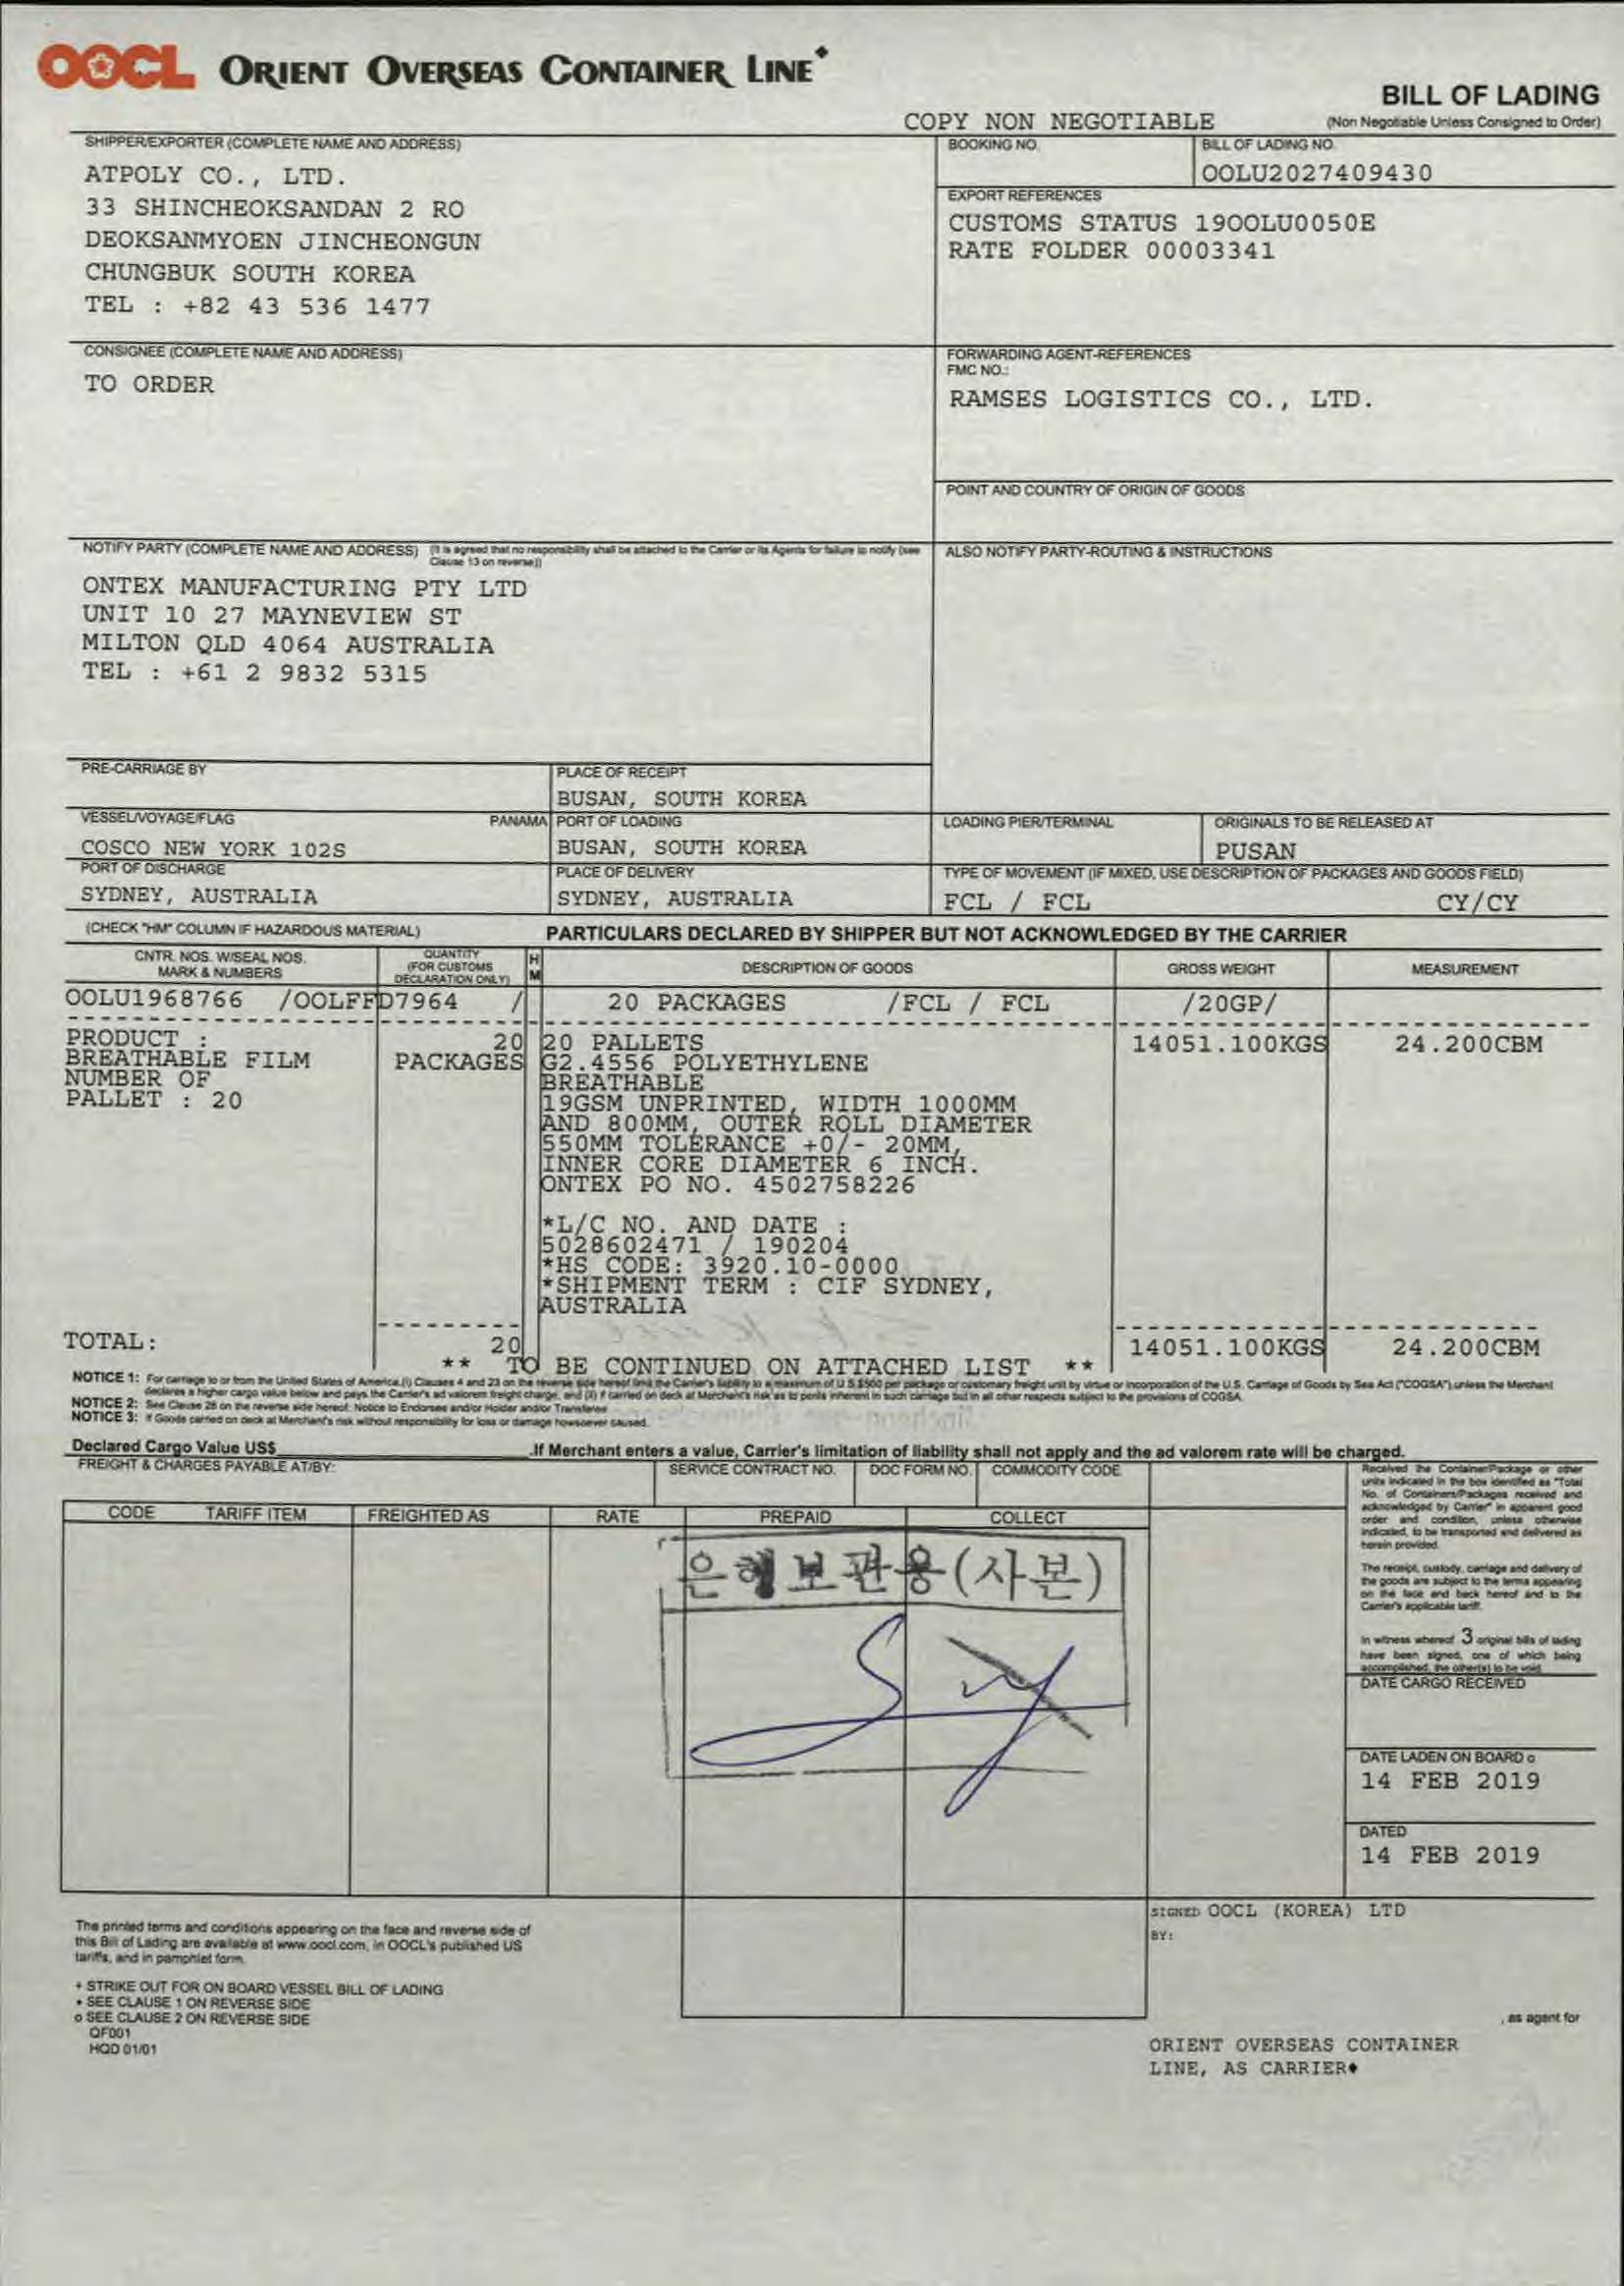 OOCL ORIENT OVERSEAS CONTAINER LINE
BILL OF LADING
COPY NON NEGOTIABLE
(Non Negotiable Unless Consigned to Order)
SHIPPER/EXPORTER (COMPLETE NAME AND ADDRESS)
ATPOLY CO., LTD.
33 SHINCHEOKSANDAN 2 RO
DEOKSANMYOEN JINCHEONGUN
CHUNGBUK SOUTH KOREA
TEL : +82 43 536 1477
BOOKING NO.
BILL OF LADING NO.
OOLU2027409430
EXPORT REFERENCES
CUSTOMS STATUS 19OOLU0050E
RATE FOLDER 00003341
CONSIGNEE (COMPLETE NAME AND ADDRESS)
TO ORDER
FORWARDING AGENT-REFERENCES
FMC NO.:
RAMSES LOGISTICS CO., LTD.
POINT AND COUNTRY OF ORIGIN OF GOODS
NOTIFY PARTY (COMPLETE NAME AND ADDRESS) (It is agreed that no responsibility shall be attached to the Carrier or its Agents for failure to notify (see
Clause 13 on reverse))
ONTEX MANUFACTURING PTY LTD
UNIT 10 27 MAYNEVIEW ST
MILTON QLD 4064 AUSTRALIA
TEL : +61 2 9832 5315
ALSO NOTIFY PARTY-ROUTING & INSTRUCTIONS
PRE-CARRIAGE BY
PLACE OF RECEIPT
BUSAN, SOUTH KOREA
VESSEL/VOYAGE/FLAG PANAMA
COSCO NEW YORK 102S
PORT OF LOADING
BUSAN, SOUTH KOREA
LOADING PIER/TERMINAL
ORIGINALS TO BE RELEASED AT
PUSAN
PORT OF DISCHARGE
SYDNEY, AUSTRALIA
PLACE OF DELIVERY
SYDNEY, AUSTRALIA
TYPE OF MOVEMENT (IF MIXED, USE DESCRIPTION OF PACKAGES AND GOODS FIELD)
FCL / FCL CY/CY
(CHECK "HM" COLUMN IF HAZARDOUS MATERIAL) PARTICULARS DECLARED BY SHIPPER BUT NOT ACKNOWLEDGED BY THE CARRIER
CNTR. NOS. W/SEAL NOS.
MARK & NUMBERS
QUANTITY
(FOR CUSTOMS
DECLARATION ONLY)
H
M
DESCRIPTION OF GOODS
GROSS WEIGHT
MEASUREMENT
OOLU1968766 /OOLFFD7964 / 20 PACKAGES /FCL / FCL /20GP/
PRODUCT :
BREATHABLE FILM
NUMBER OF
PALLET : 20
20
PACKAGES
20 PALLETS
G2.4556 POLYETHYLENE
BREATHABLE
19GSM UNPRINTED, WIDTH 1000MM
AND 800MM, OUTER ROLL DIAMETER
550MM TOLERANCE +0/- 20MM,
INNER CORE DIAMETER 6 INCH.
ONTEX PO NO. 4502758226
*L/C NO. AND DATE :
5028602471 / 190204
*HS CODE: 3920.10-0000
*SHIPMENT TERM : CIF SYDNEY,
AUSTRALIA
14051.100KGS
24.200CBM
TOTAL: 20 14051.100KGS 24.200CBM
** TO BE CONTINUED ON ATTACHED LIST **
NOTICE 1: For carriage to or from the United States of America,(i) Clauses 4 and 23 on the reverse side hereof limit the Carrier's liability to a maximum of U.S.$500 per package or customary freight unit by virtue or incorporation of the U.S. Carriage of Goods by Sea Act ("COGSA") unless the Merchant
declares a higher cargo value below and pays the Carrier's ad valorem freight charge, and (ii) if carried on deck at Merchant's risk as to perils inherent in such carriage but in all other respects subject to the provisions of COGSA.
NOTICE 2: See Clause 28 on the reverse side hereof. Notice to Endorsee and/or Holder and/or Transferee
NOTICE 3: If Goods carried on deck at Merchant's risk without responsibility for loss or damage howsoever caused.
Declared Cargo Value US$ .If Merchant enters a value, Carrier's limitation of liability shall not apply and the ad valorem rate will be charged.
FREIGHT & CHARGES PAYABLE AT/BY:
SERVICE CONTRACT NO.
DOC FORM NO.
COMMODITY CODE
CODE TARIFF ITEM FREIGHTED AS RATE PREPAID COLLECT
은행보관용(사본)
Received the Container/Package or other
units indicated in the box identified as "Total
No. of Containers/Packages received and
acknowledged by Carrier" in apparent good
order and condition, unless otherwise
indicated, to be transported and delivered as
herein provided.
The receipt, custody, carriage and delivery of
the goods are subject to the terms appearing
on the face and back hereof and to the
Carrier's applicable tariff.
In witness whereof 3 original bills of lading
have been signed, one of which being
accomplished, the other(s) to be void.
DATE CARGO RECEIVED
DATE LADEN ON BOARD o
14 FEB 2019
DATED
14 FEB 2019
SIGNED OOCL (KOREA) LTD
BY:
, as agent for
ORIENT OVERSEAS CONTAINER
LINE, AS CARRIER♦
The printed terms and conditions appearing on the face and reverse side of
this Bill of Lading are available at www.oocl.com, in OOCL's published US
tariffs, and in pamphlet form.
+ STRIKE OUT FOR ON BOARD VESSEL BILL OF LADING
♦ SEE CLAUSE 1 ON REVERSE SIDE
o SEE CLAUSE 2 ON REVERSE SIDE
QF001
HQD 01/01